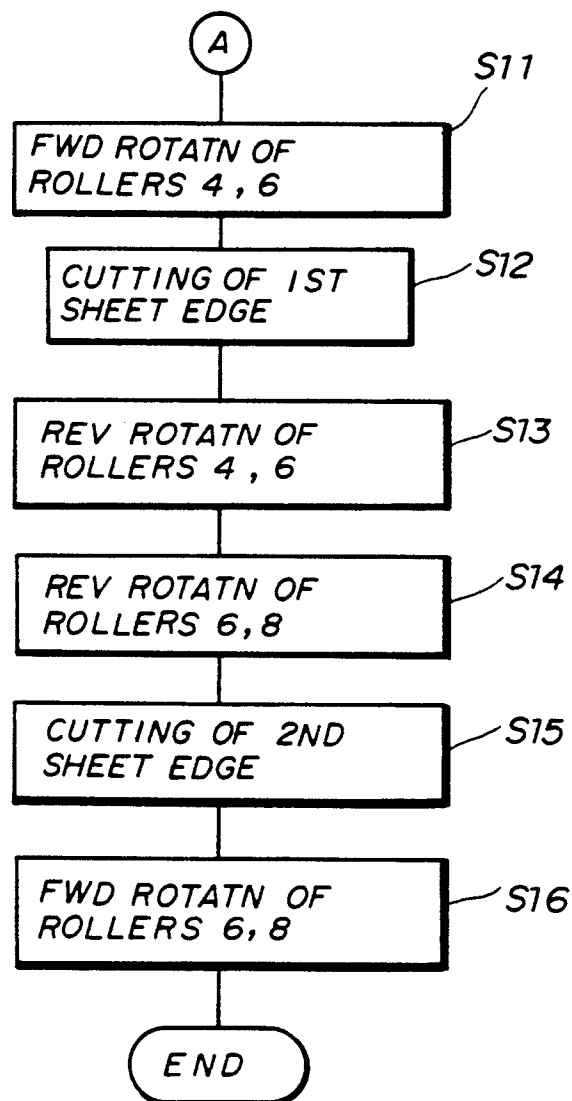 A
S11
FWD ROTATN OF
ROLLERS 4, 6
S12
CUTTING OF 1ST
SHEET EDGE
S13
REV ROTATN OF
ROLLERS 4, 6
S14
REV ROTATN OF
ROLLERS 6,8
S15
CUTTING OF 2ND
SHEET EDGE
S16
FWD ROTATN OF
ROLLERS 6,8
END